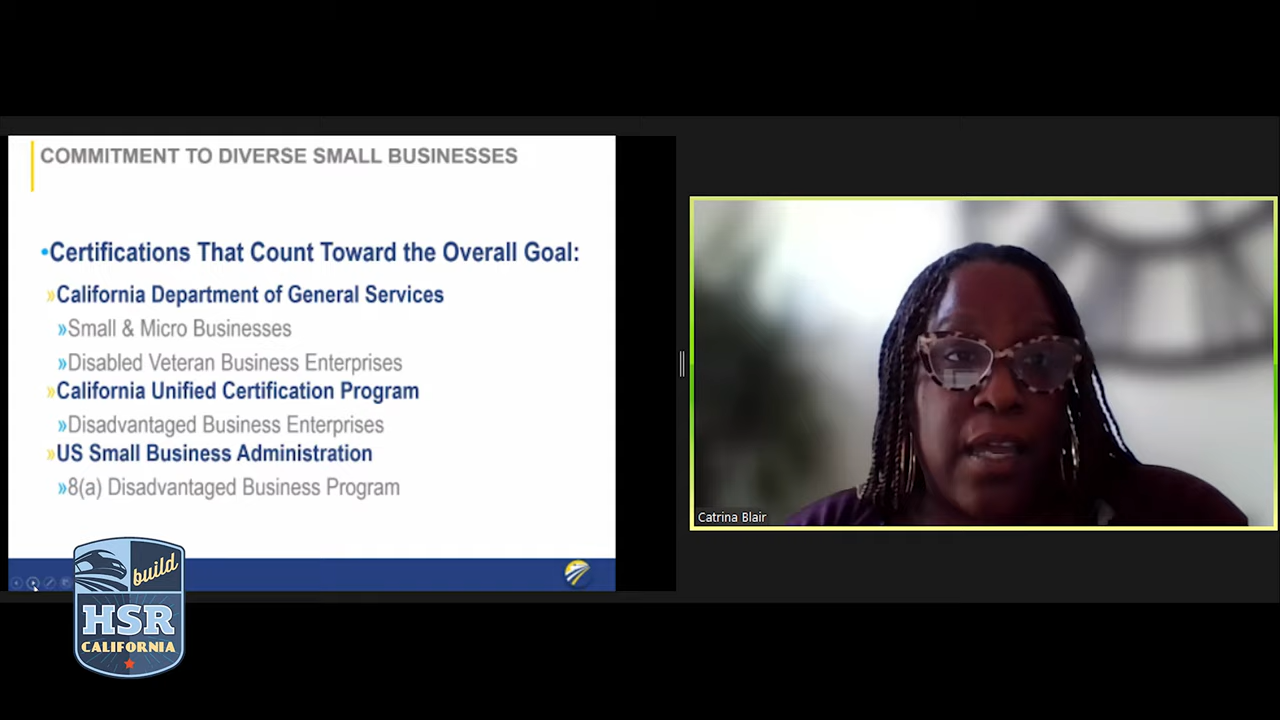 COMMITMENT TO DIVERSE SMALL BUSINESSES
•Certifications That Count Toward the Overall Goal:
»California Department of General Services
»Small & Micro Businesses
»Disabled Veteran Business Enterprises
»California Unified Certification Program
»Disadvantaged Business Enterprises
»US Small Business Administration
»8(a) Disadvantaged Business Program
build
HSR
CALIFORNIA
Catrina Blair